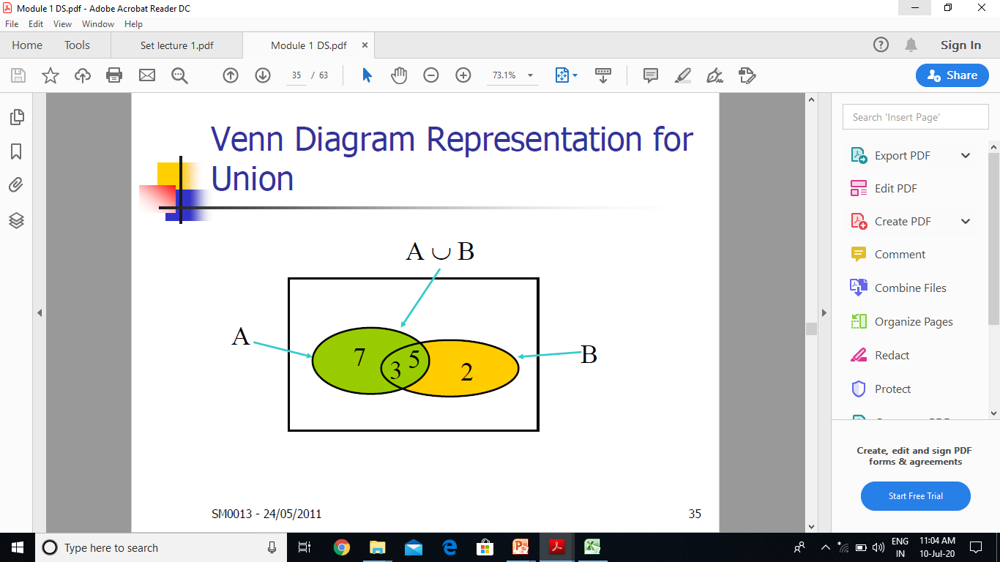 Module 1 DS.pdf - Adobe Acrobat Reader DC
File Edit View Window Help
Home Tools Set lecture 1.pdf Module 1 DS.pdf × Sign In
35 / 63 73.1% Share
Venn Diagram Representation for
Union
A ∪ B
A
7
3
5
2
B
SM0013 - 24/05/2011 35
Search 'Insert Page'
Export PDF
Edit PDF
Create PDF
Comment
Combine Files
Organize Pages
Redact
Protect
Create, edit and sign PDF
forms & agreements
Start Free Trial
Type here to search
ENG 11:04 AM
IN 10-Jul-20